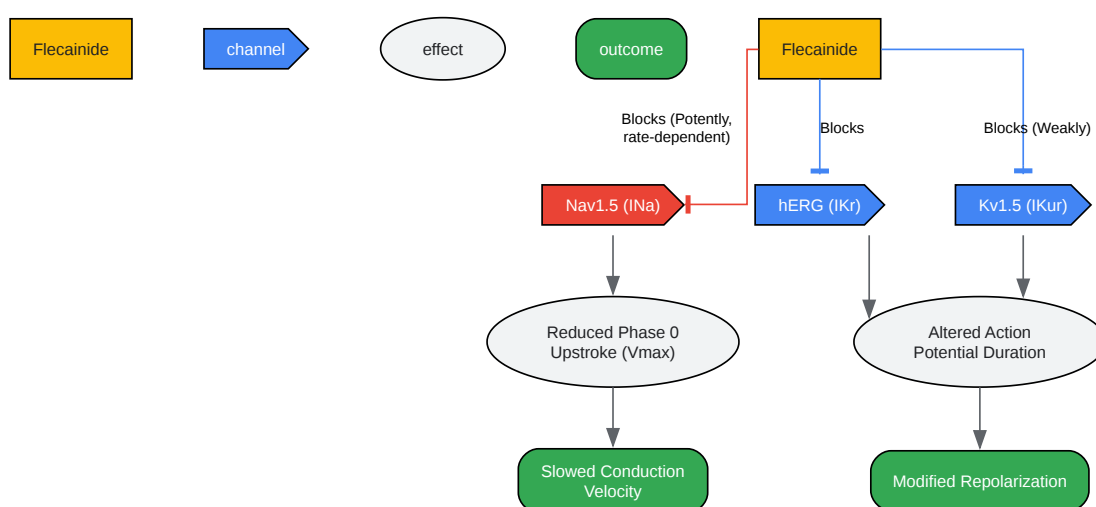 Flecainide
channel
effect
outcome
Flecainide
Blocks (Potently,
rate-dependent)
Blocks
Blocks (Weakly)
Nav1.5 (INa)
hERG (IKr)
Kv1.5 (IKur)
Reduced Phase 0
Upstroke (Vmax)
Altered Action
Potential Duration
Slowed Conduction
Velocity
Modified Repolarization